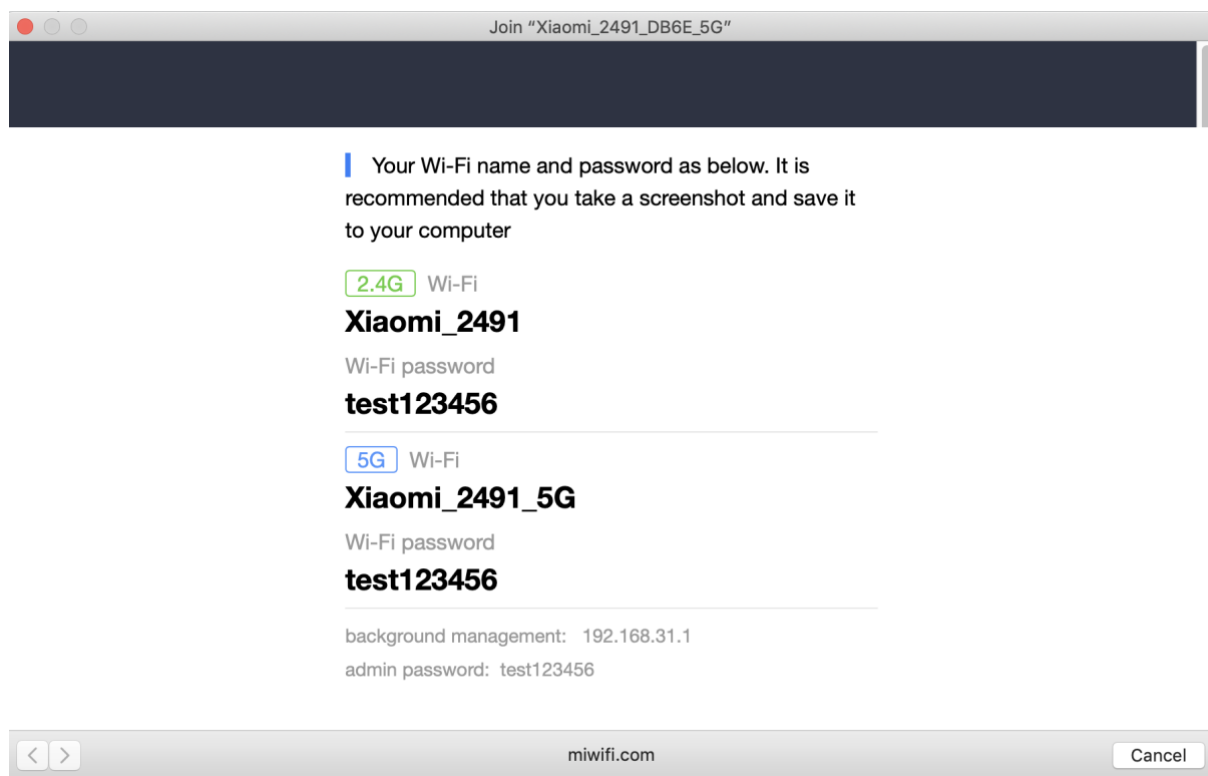 Join “Xiaomi_2491_DB6E_5G”
Your Wi-Fi name and password as below. It is
recommended that you take a screenshot and save it
to your computer
2.4G Wi-Fi
Xiaomi_2491
Wi-Fi password
test123456
5G Wi-Fi
Xiaomi_2491_5G
Wi-Fi password
test123456
background management: 192.168.31.1
admin password: test123456
miwifi.com
Cancel